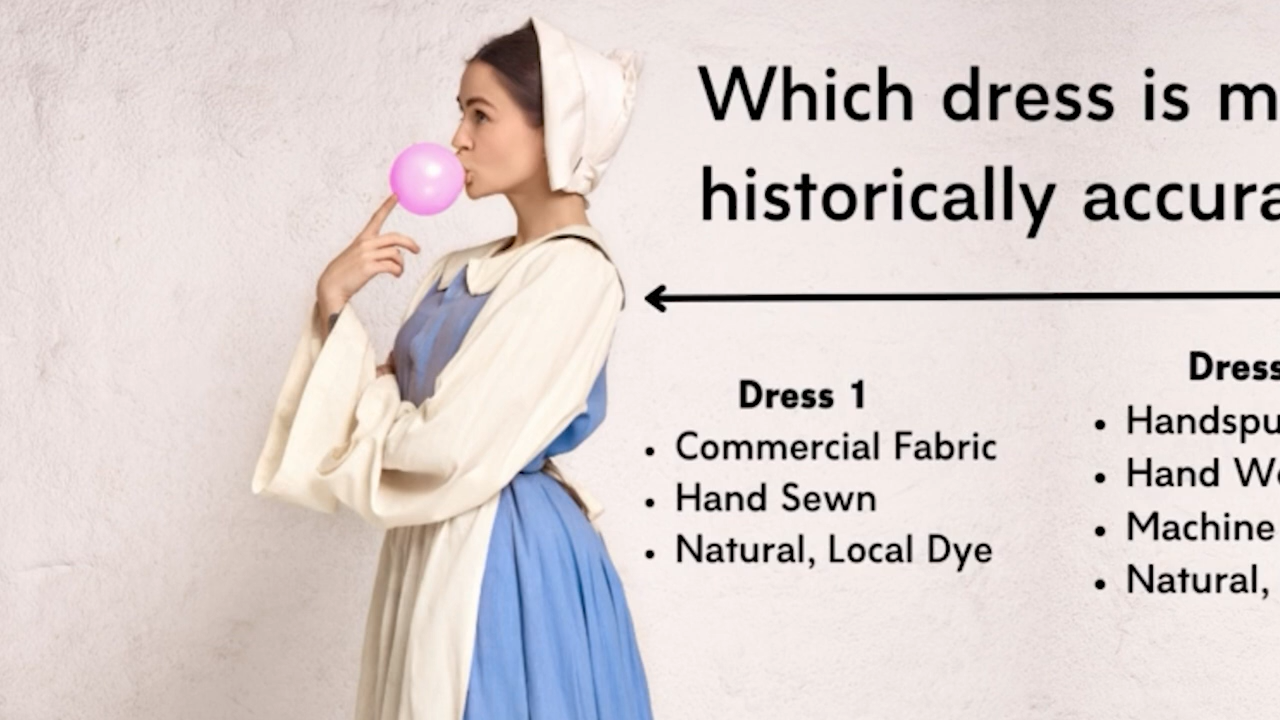 Which dress is m
historically accura
Dress 1
Commercial Fabric
Hand Sewn
Natural, Local Dye
Dress
Handspu
Hand We
Machine
Natural,